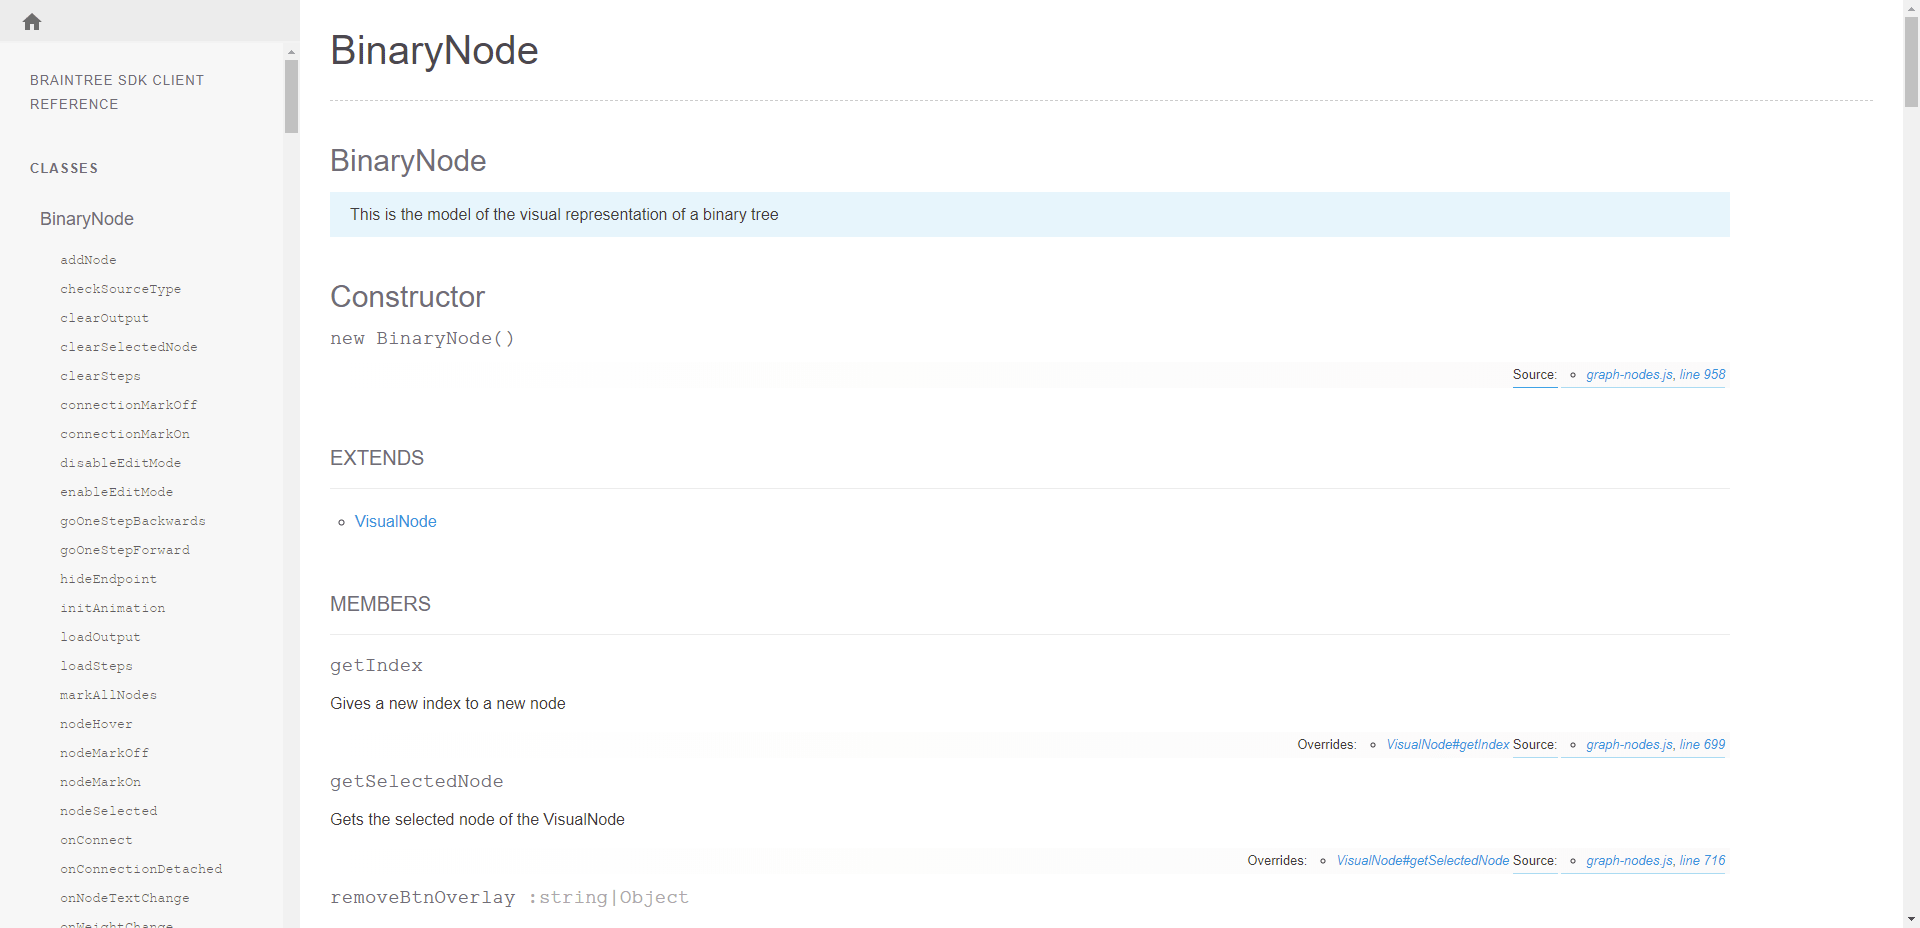 BRAINTREE SDK CLIENT
REFERENCE
CLASSES
BinaryNode
addNode
checkSourceType
clearOutput
clearSelectedNode
clearSteps
connectionMarkOff
connectionMarkOn
disableEditMode
enableEditMode
goOneStepBackwards
goOneStepForward
hideEndpoint
initAnimation
loadOutput
loadSteps
markAllNodes
nodeHover
nodeMarkOff
nodeMarkOn
nodeSelected
onConnect
onConnectionDetached
onNodeTextChange
onWeightChange
BinaryNode
BinaryNode
This is the model of the visual representation of a binary tree
Constructor
new BinaryNode()
Source: graph-nodes.js, line 958
EXTENDS
VisualNode
MEMBERS
getIndex
Gives a new index to a new node
Overrides: VisualNode#getIndex Source: graph-nodes.js, line 699
getSelectedNode
Gets the selected node of the VisualNode
Overrides: VisualNode#getSelectedNode Source: graph-nodes.js, line 716
removeBtnOverlay :string|Object